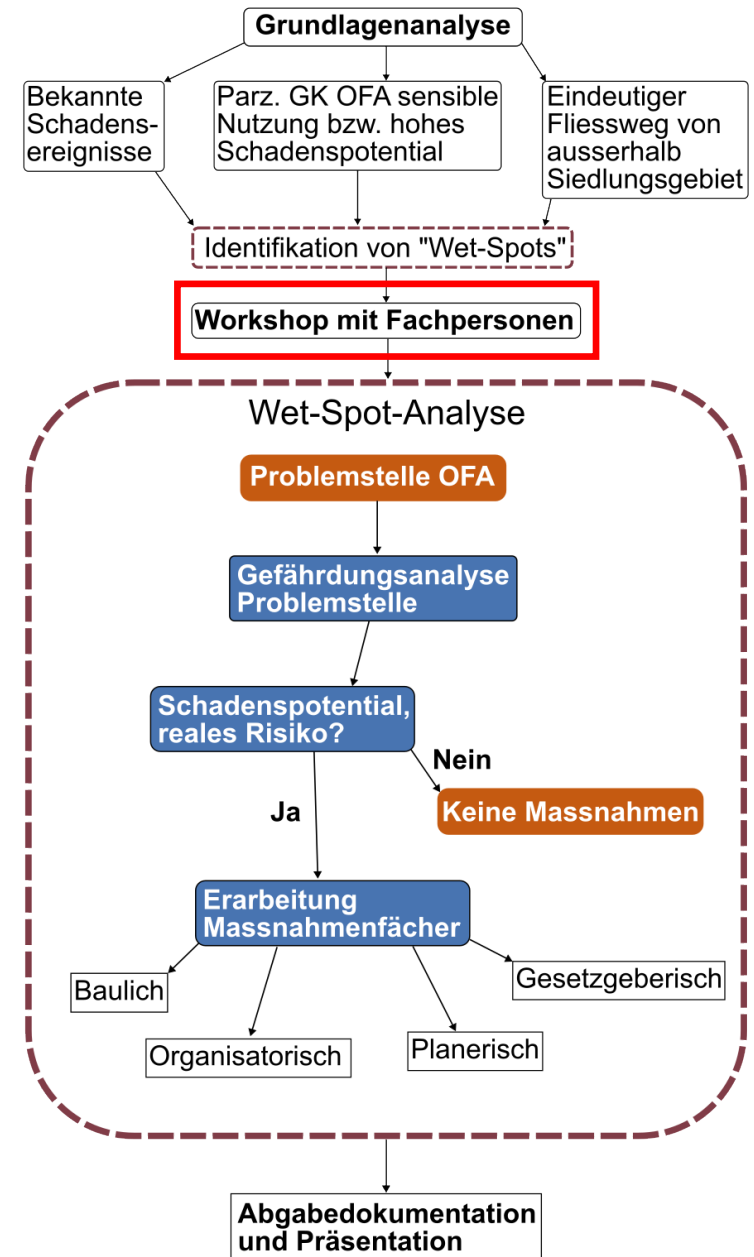 Grundlagenanalyse
Bekannte
Schadens-
ereignisse
Parz. GK OFA sensible
Nutzung bzw. hohes
Schadenspotential
Eindeutiger
Fliessweg von
ausserhalb
Siedlungsgebiet
Identifikation von "Wet-Spots"
Workshop mit Fachpersonen
Wet-Spot-Analyse
Problemstelle OFA
Gefährdungsanalyse
Problemstelle
Schadenspotential,
reales Risiko?
Nein
Ja
Keine Massnahmen
Erarbeitung
Massnahmenfächer
Baulich
Organisatorisch
Planerisch
Gesetzgeberisch
Abgabedokumentation
und Präsentation